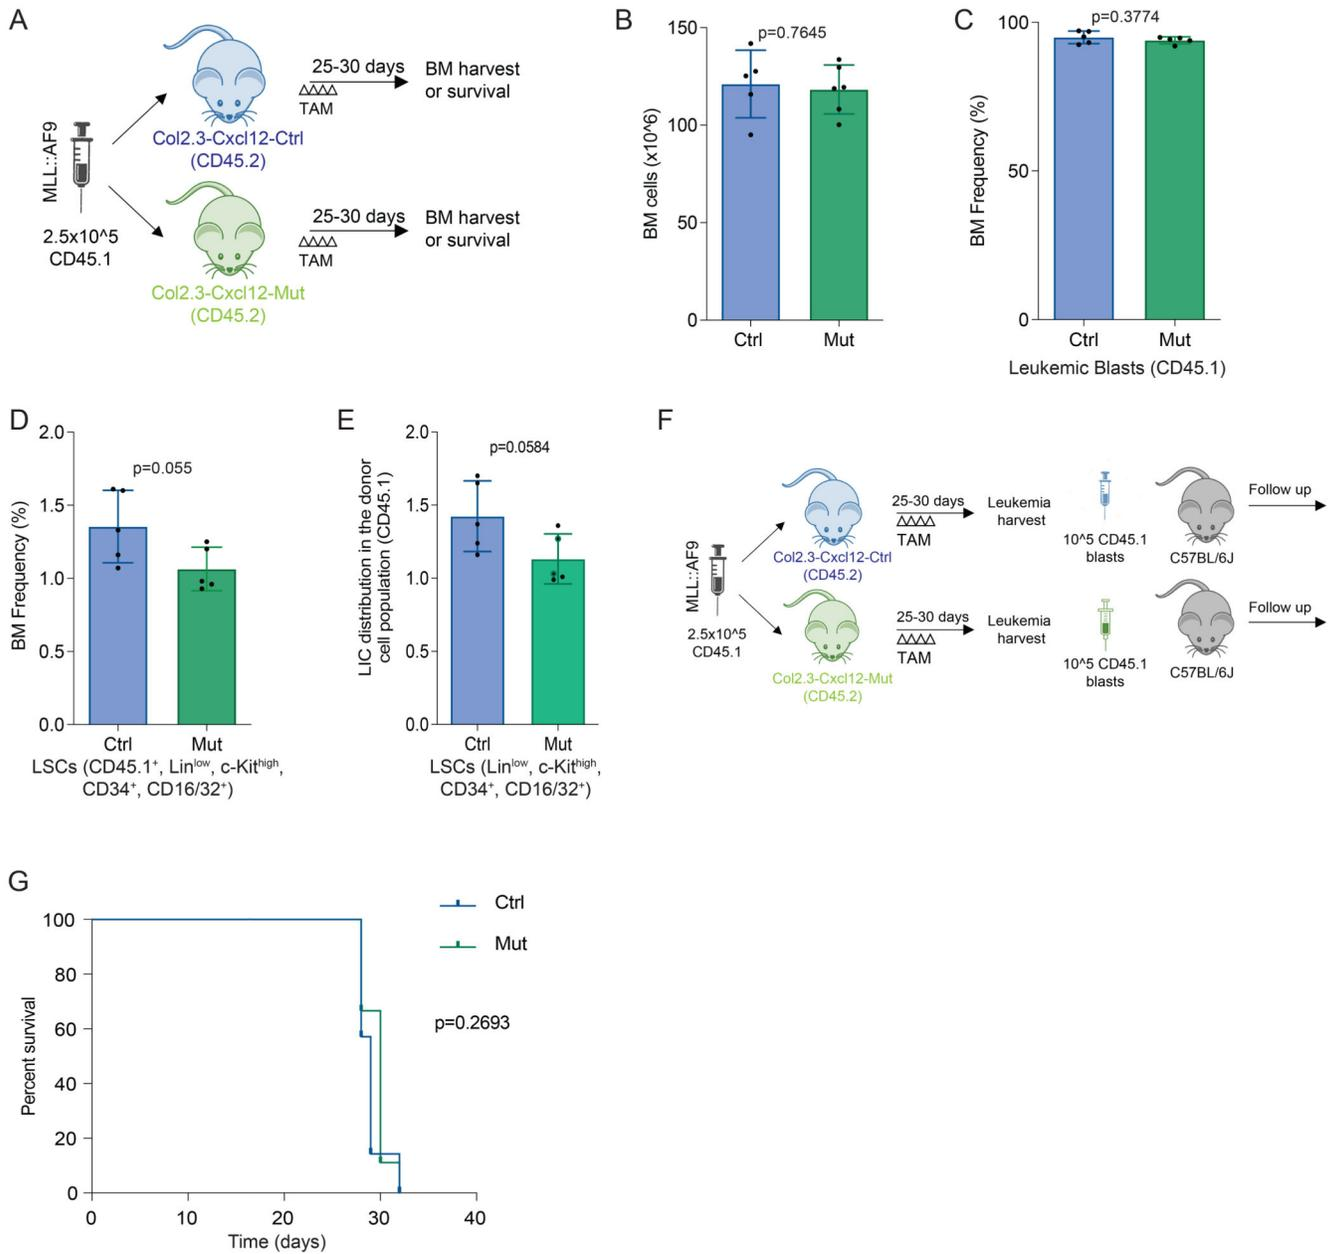 A
MLL::AF9
2.5x10^5
CD45.1
Col2.3-Cxcl12-Ctrl
(CD45.2)
25-30 days
TAM
BM harvest
or survival
Col2.3-Cxcl12-Mut
(CD45.2)
25-30 days
TAM
BM harvest
or survival
B
BM cells (x10^6)
150
100
50
0
p=0.7645
Ctrl
Mut
C
BM Frequency (%)
100
50
0
p=0.3774
Ctrl
Mut
Leukemic Blasts (CD45.1)
D
BM Frequency (%)
2.0
1.5
1.0
0.5
0.0
p=0.055
Ctrl
Mut
LSCs (CD45.1⁺, Linˡᵒʷ, c-Kitʰⁱᵍʰ,
CD34⁺, CD16/32⁺)
E
LIC distribution in the donor
cell population (CD45.1)
2.0
1.5
1.0
0.5
0.0
p=0.0584
Ctrl
Mut
LSCs (Linˡᵒʷ, c-Kitʰⁱᵍʰ,
CD34⁺, CD16/32⁺)
F
MLL::AF9
2.5x10^5
CD45.1
Col2.3-Cxcl12-Ctrl
(CD45.2)
25-30 days
TAM
Leukemia
harvest
10^5 CD45.1
blasts
C57BL/6J
Follow up
Col2.3-Cxcl12-Mut
(CD45.2)
25-30 days
TAM
Leukemia
harvest
10^5 CD45.1
blasts
C57BL/6J
Follow up
G
Percent survival
100
80
60
40
20
0
0
10
20
30
40
Time (days)
Ctrl
Mut
p=0.2693